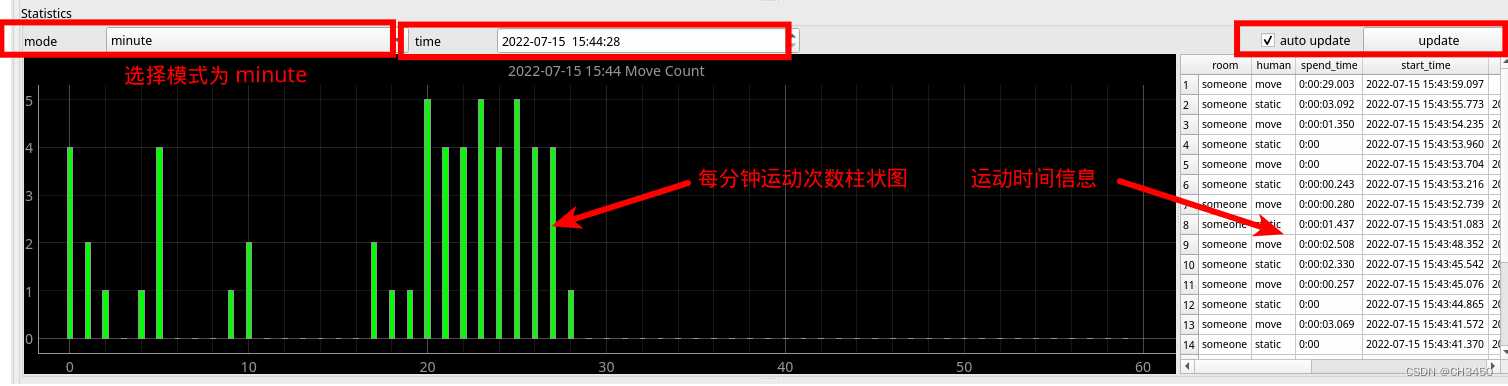 Statistics
mode
minute
time
2022-07-15 15:44:28
auto update
update
选择模式为 minute
2022-07-15 15:44 Move Count
5
4
3
2
1
0
0 10 20 30 40 50 60
每分钟运动次数柱状图
运动时间信息
room human spend_time start_time
1 someone move 0:00:29.003 2022-07-15 15:43:59.097
2 someone static 0:00:03.092 2022-07-15 15:43:55.773 20
3 someone move 0:00:01.350 2022-07-15 15:43:54.235 20
4 someone static 0:00 2022-07-15 15:43:53.960 20
5 someone move 0:00 2022-07-15 15:43:53.704 20
6 someone static 0:00:00.243 2022-07-15 15:43:53.216 20
7 someone move 0:00:00.280 2022-07-15 15:43:52.739 20
8 someone static 0:00:01.437 2022-07-15 15:43:51.083 20
9 someone move 0:00:02.508 2022-07-15 15:43:48.352 20
10 someone static 0:00:02.330 2022-07-15 15:43:45.542 20
11 someone move 0:00:00.257 2022-07-15 15:43:45.076 20
12 someone static 0:00 2022-07-15 15:43:44.865 20
13 someone move 0:00:03.069 2022-07-15 15:43:41.572 20
14 someone static 0:00 2022-07-15 15:43:41.370 20
CSDN @CH3450